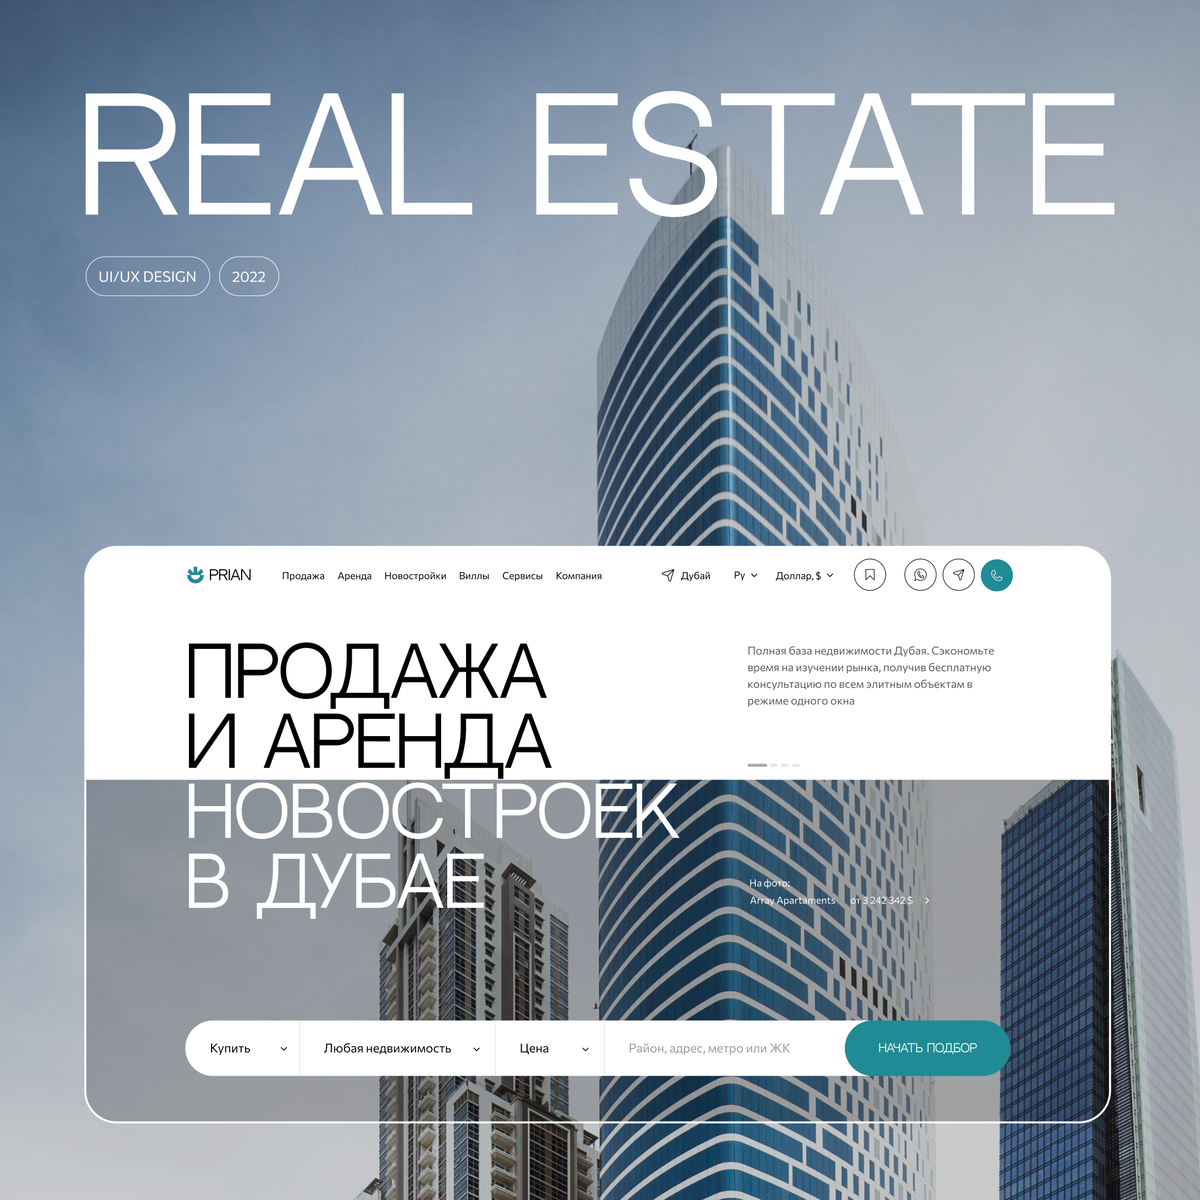 REAL ESTATE
UI/UX DESIGN
2022
PRIAN
Продажа Аренда Новостройки Виллы Сервисы Компания
Дубай
Ру
Доллар, $
ПРОДАЖА
И АРЕНДА
НОВОСТРОЕК
В ДУБАЕ
Полная база недвижимости Дубая. Сэкономьте
время на изучении рынка, получив бесплатную
консультацию по всем элитным объектам в
режиме одного окна
На фото:
Array Apartaments от 3 242 342 $
Купить
Любая недвижимость
Цена
Район, адрес, метро или ЖК
НАЧАТЬ ПОДБОР